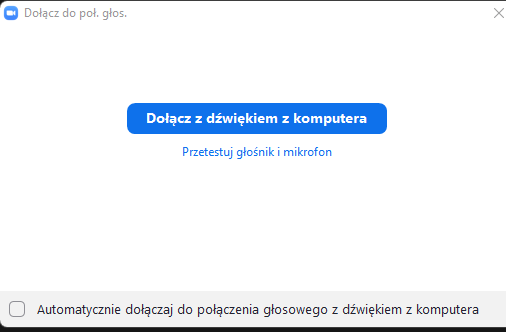 Dołącz do poł. głos.
Dołącz z dźwiękiem z komputera
Przetestuj głośnik i mikrofon
Automatycznie dołączaj do połączenia głosowego z dźwiękiem z komputera